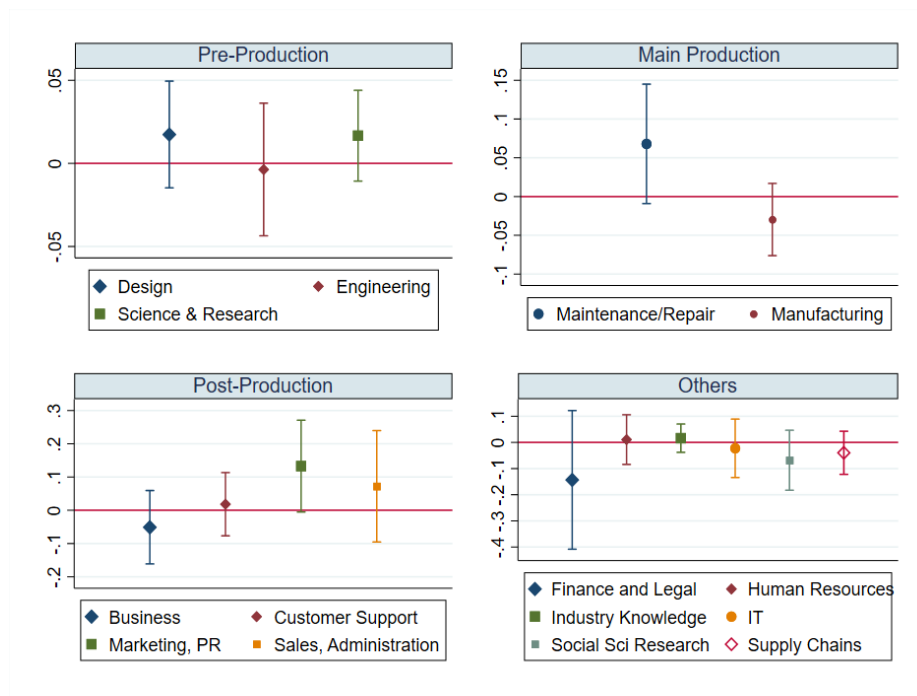 Pre-Production
.05
0
-.05
Design Engineering
Science & Research
Main Production
.15
.1
.05
0
-.05
-.1
Maintenance/Repair Manufacturing
Post-Production
.3
.2
.1
0
-.1
-.2
Business Customer Support
Marketing, PR Sales, Administration
Others
.1
0
-.1
-.2
-.3
-.4
Finance and Legal Human Resources
Industry Knowledge IT
Social Sci Research Supply Chains